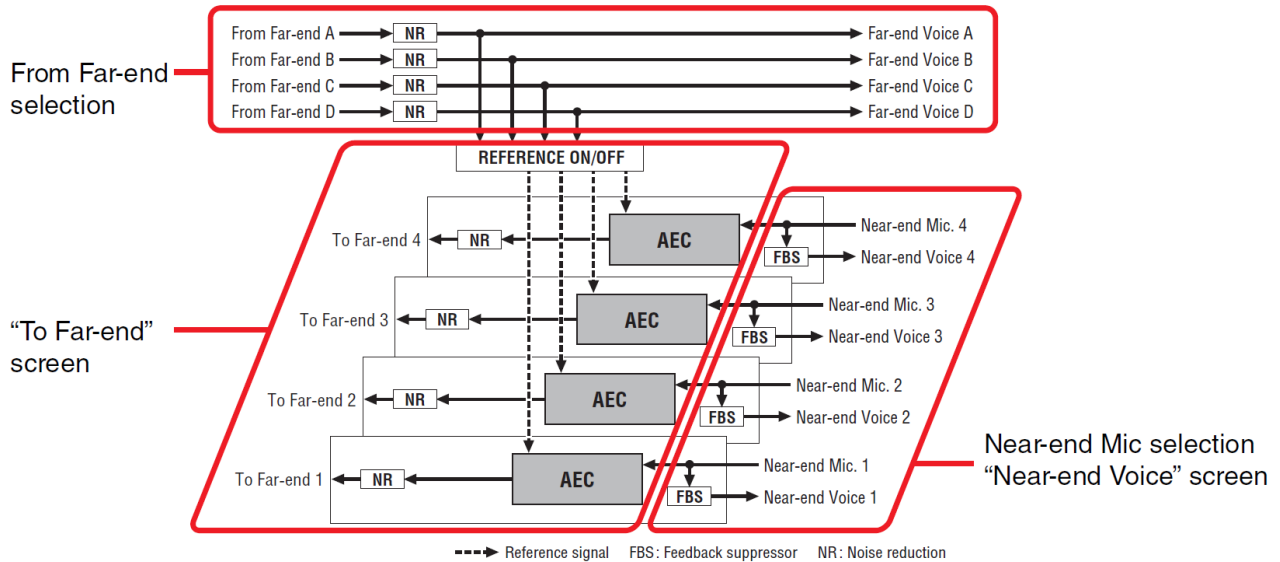 From Far-end A NR Far-end Voice A
From Far-end B NR Far-end Voice B
From Far-end C NR Far-end Voice C
From Far-end D NR Far-end Voice D
From Far-end
selection
REFERENCE ON/OFF
To Far-end 4 NR AEC Near-end Mic. 4
FBS Near-end Voice 4
To Far-end 3 NR AEC Near-end Mic. 3
FBS Near-end Voice 3
“To Far-end”
screen
To Far-end 2 NR AEC Near-end Mic. 2
FBS Near-end Voice 2
To Far-end 1 NR AEC Near-end Mic. 1
FBS Near-end Voice 1
Near-end Mic selection
“Near-end Voice” screen
Reference signal FBS : Feedback suppressor NR : Noise reduction